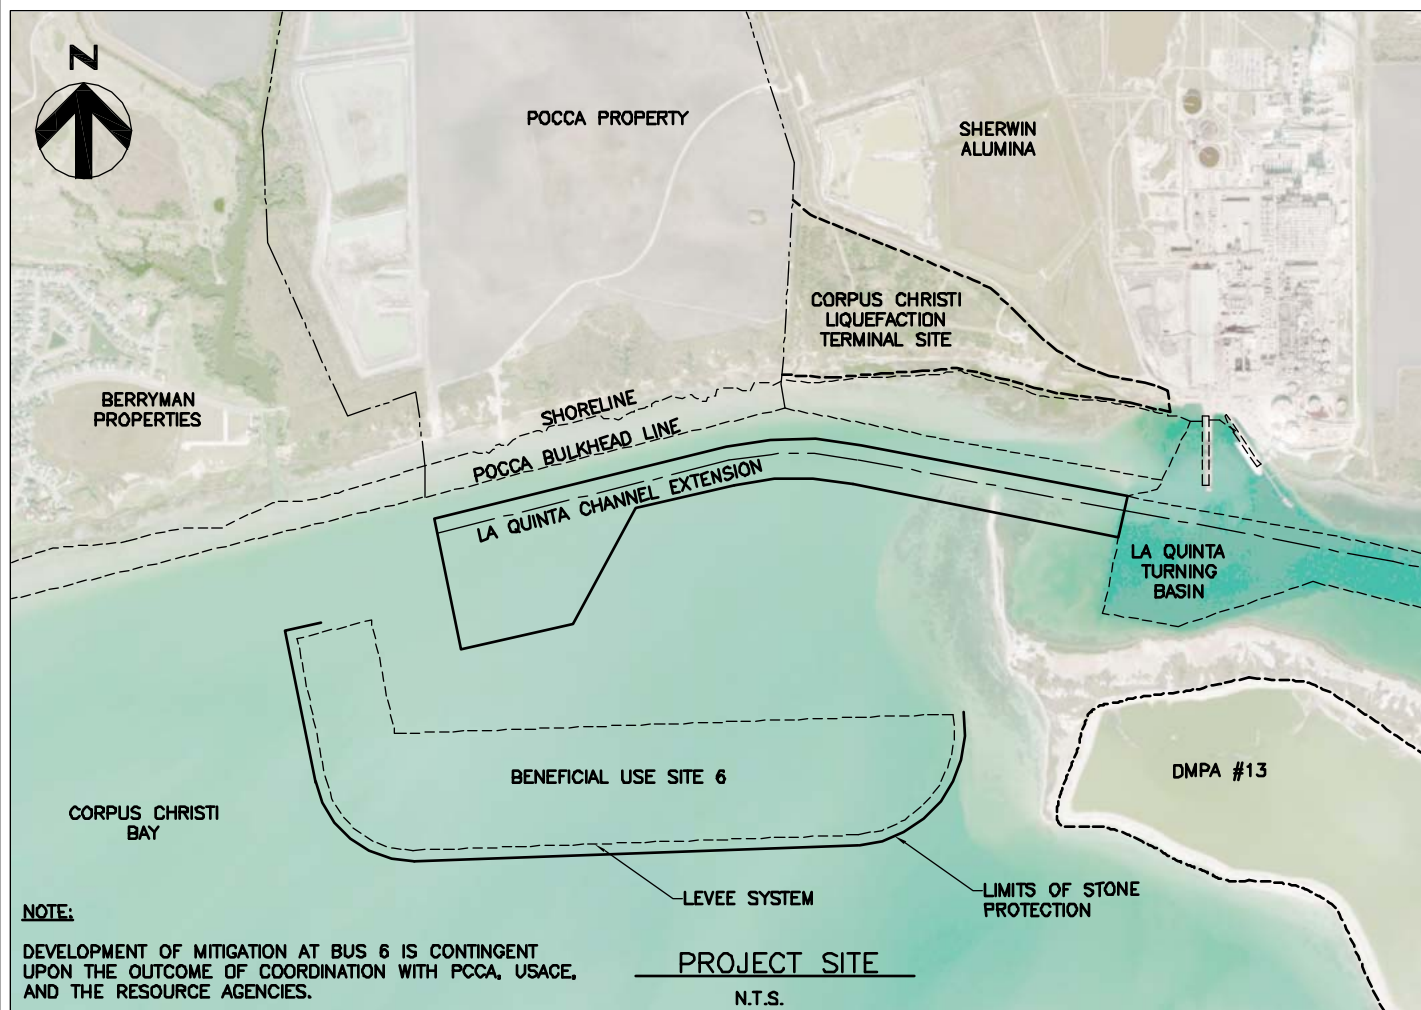 N
POCCA PROPERTY
SHERWIN
ALUMINA
CORPUS CHRISTI
LIQUEFACTION
TERMINAL SITE
BERRYMAN
PROPERTIES
SHORELINE
POCCA BULKHEAD LINE
LA QUINTA CHANNEL EXTENSION
LA QUINTA
TURNING
BASIN
BENEFICIAL USE SITE 6
DMPA #13
CORPUS CHRISTI
BAY
LEVEE SYSTEM
LIMITS OF STONE
PROTECTION
NOTE:
DEVELOPMENT OF MITIGATION AT BUS 6 IS CONTINGENT
UPON THE OUTCOME OF COORDINATION WITH PCCA, USACE,
AND THE RESOURCE AGENCIES.
PROJECT SITE
N.T.S.